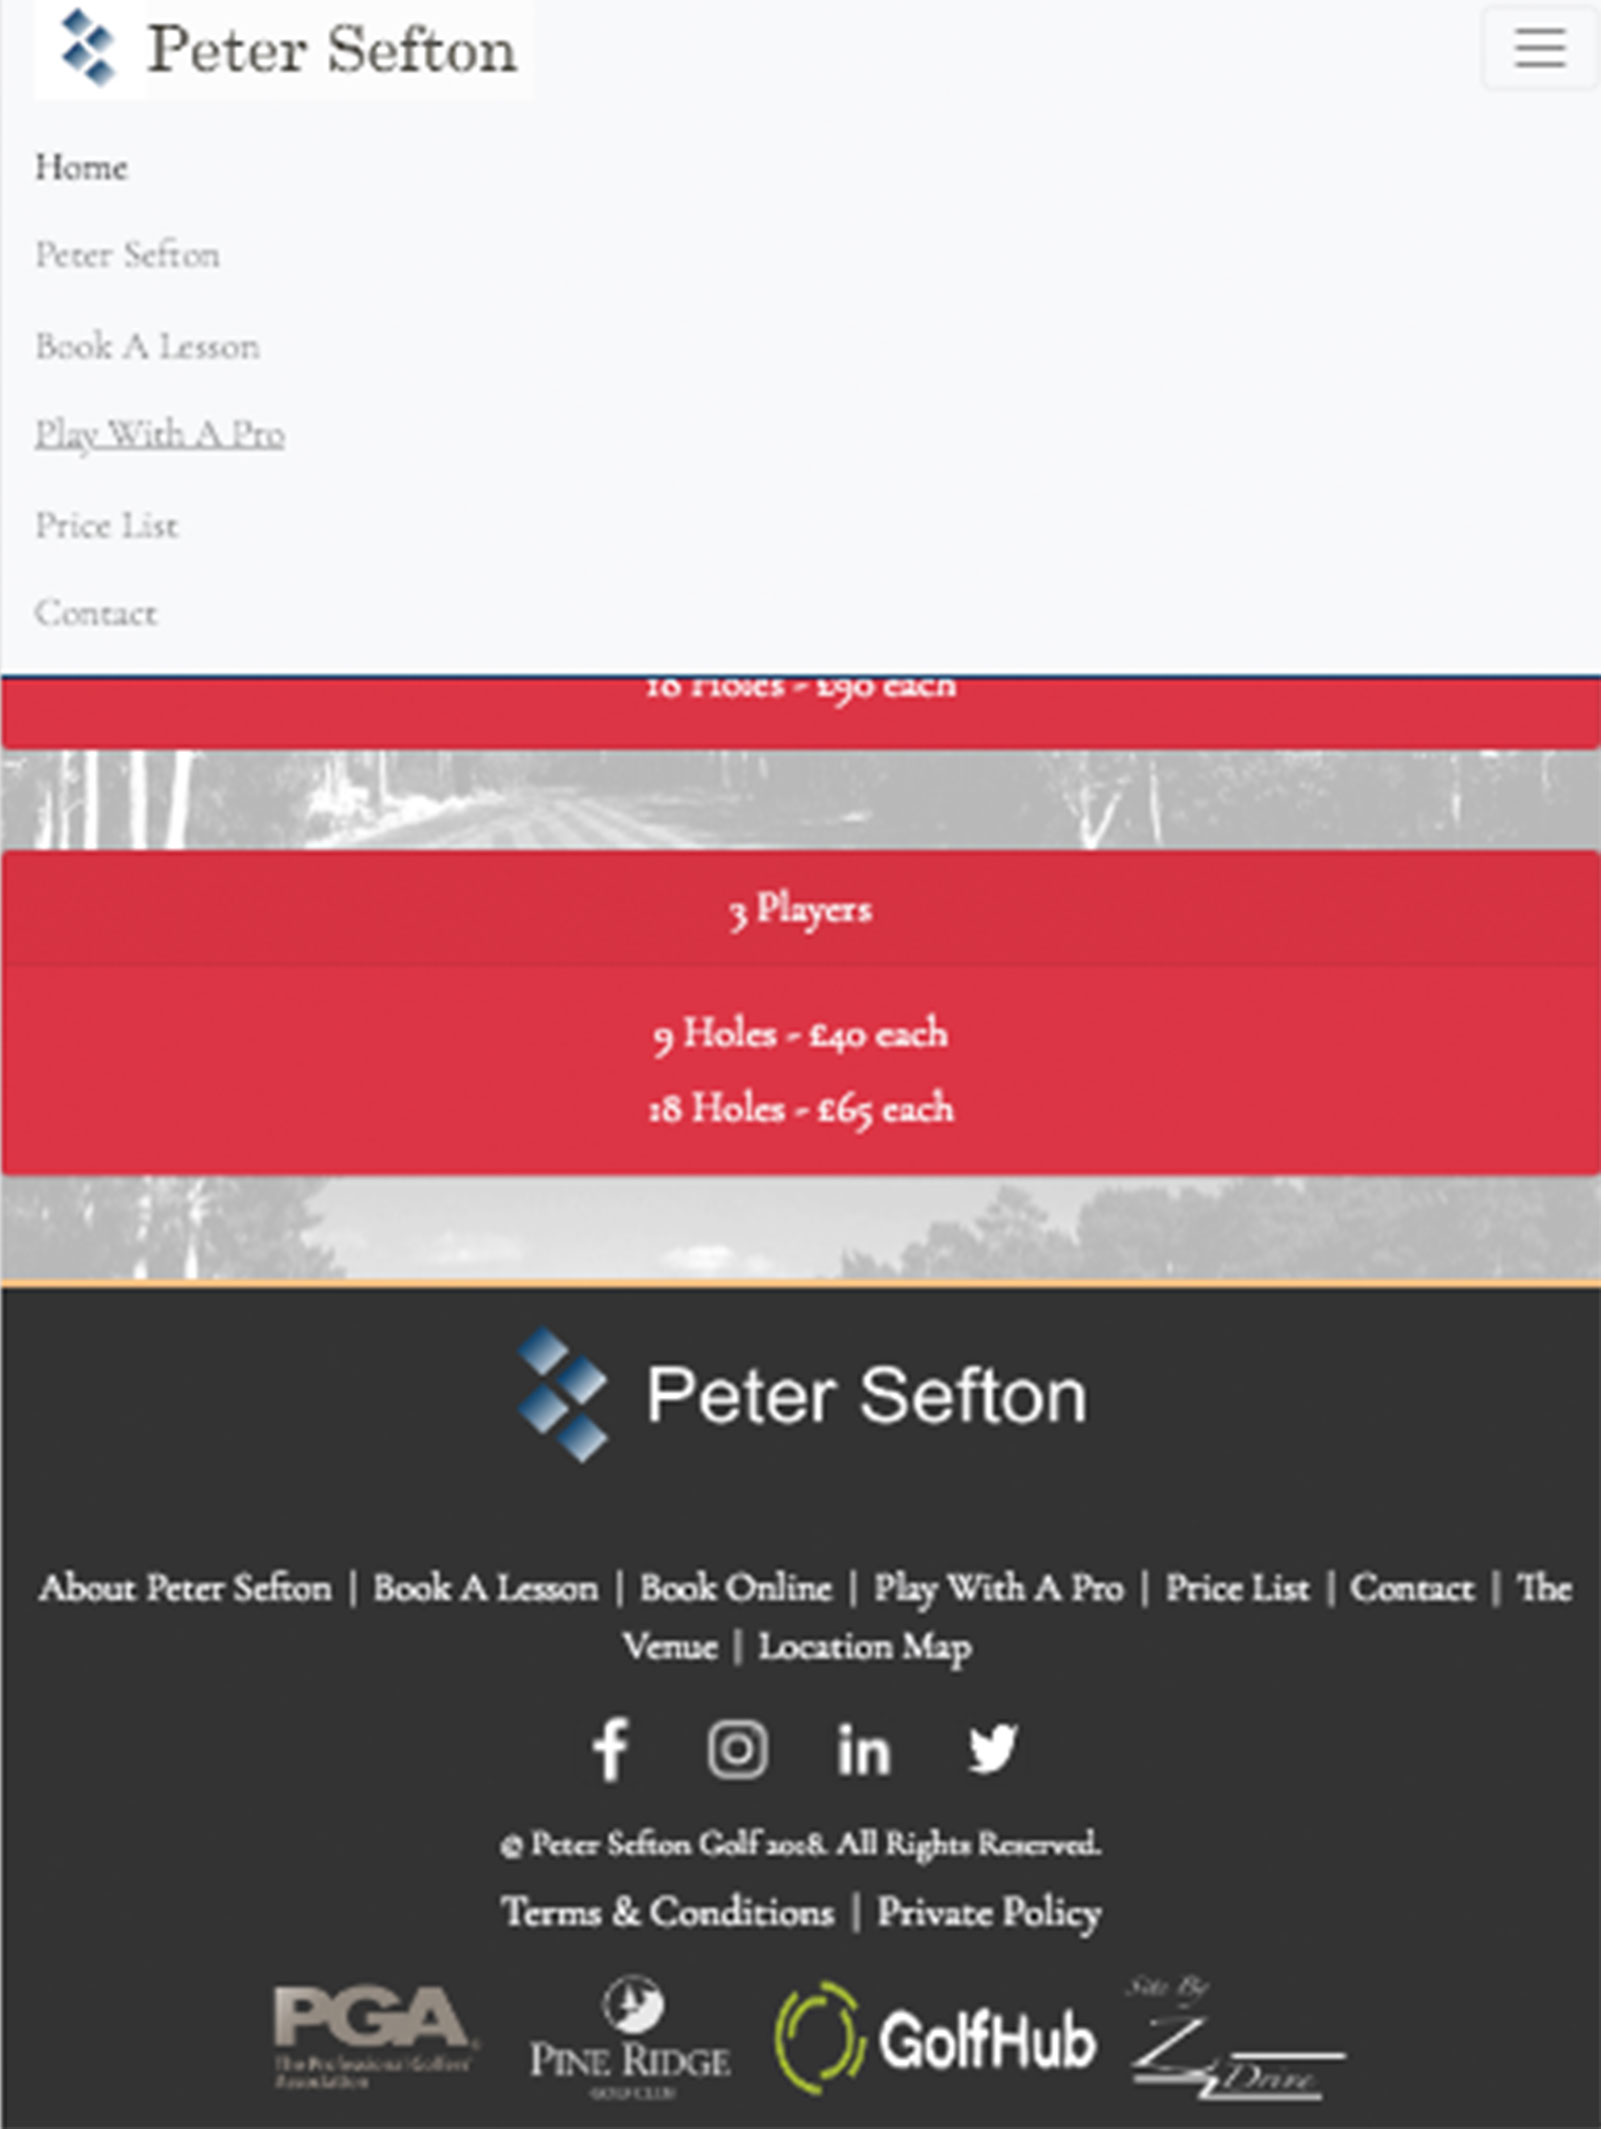 Peter Sefton
Home
Peter Sefton
Book A Lesson
Play With A Pro
Price List
Contact
18 Holes - £90 each
3 Players
9 Holes - £40 each
18 Holes - £65 each
Peter Sefton
About Peter Sefton | Book A Lesson | Book Online | Play With A Pro | Price List | Contact | The
Venue | Location Map
© Peter Sefton Golf 2018. All Rights Reserved.
Terms & Conditions | Private Policy
PGA
The Professional Golfers'
Association
PINE RIDGE
GOLF CLUB
GolfHub
Site By
Z Drive